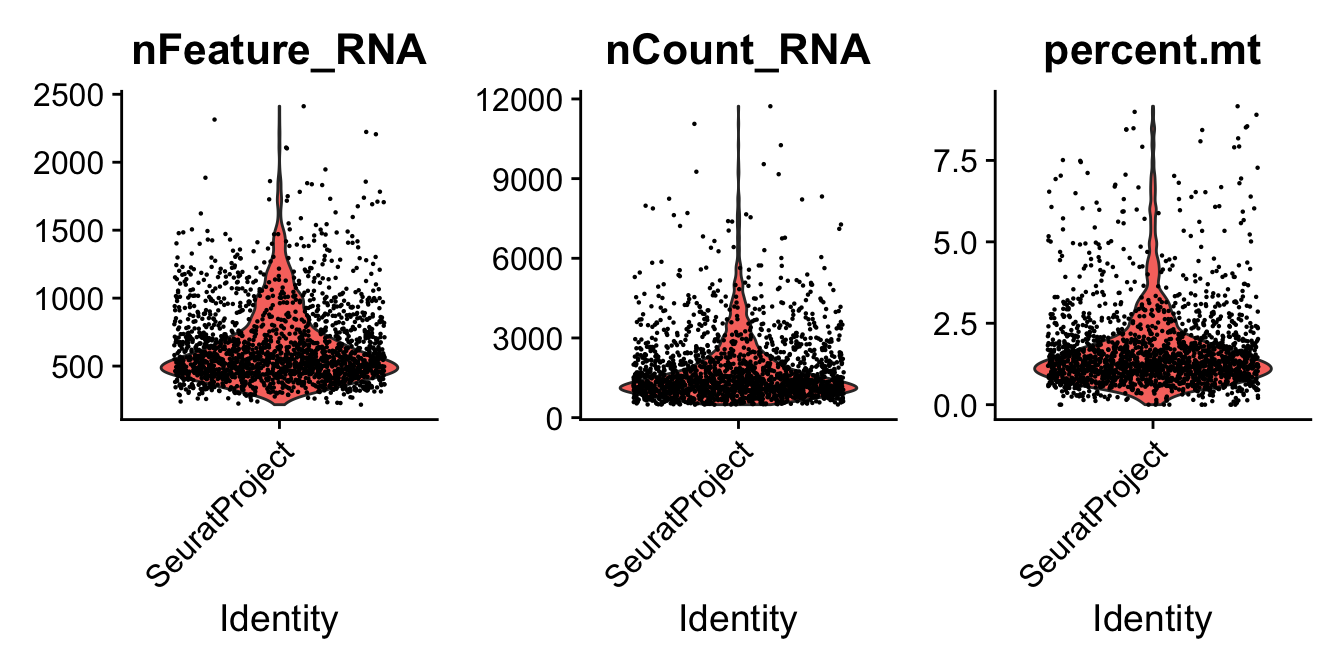 nFeature_RNA
2500
2000
1500
1000
500
SeuratProject
Identity
nCount_RNA
12000
9000
6000
3000
0
SeuratProject
Identity
percent.mt
7.5
5.0
2.5
0.0
SeuratProject
Identity